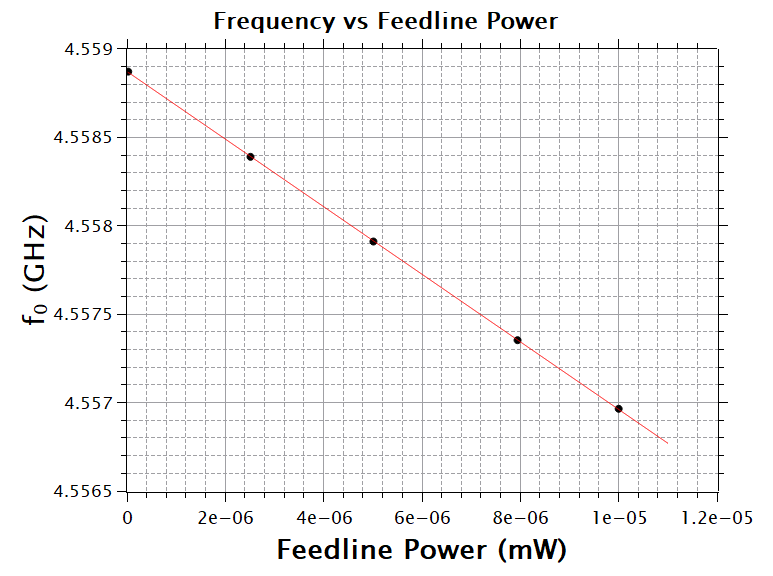 Frequency vs Feedline Power
4.559
4.5585
4.558
4.5575
4.557
4.5565
f₀ (GHz)
0 2e−06 4e−06 6e−06 8e−06 1e−05 1.2e−05
Feedline Power (mW)